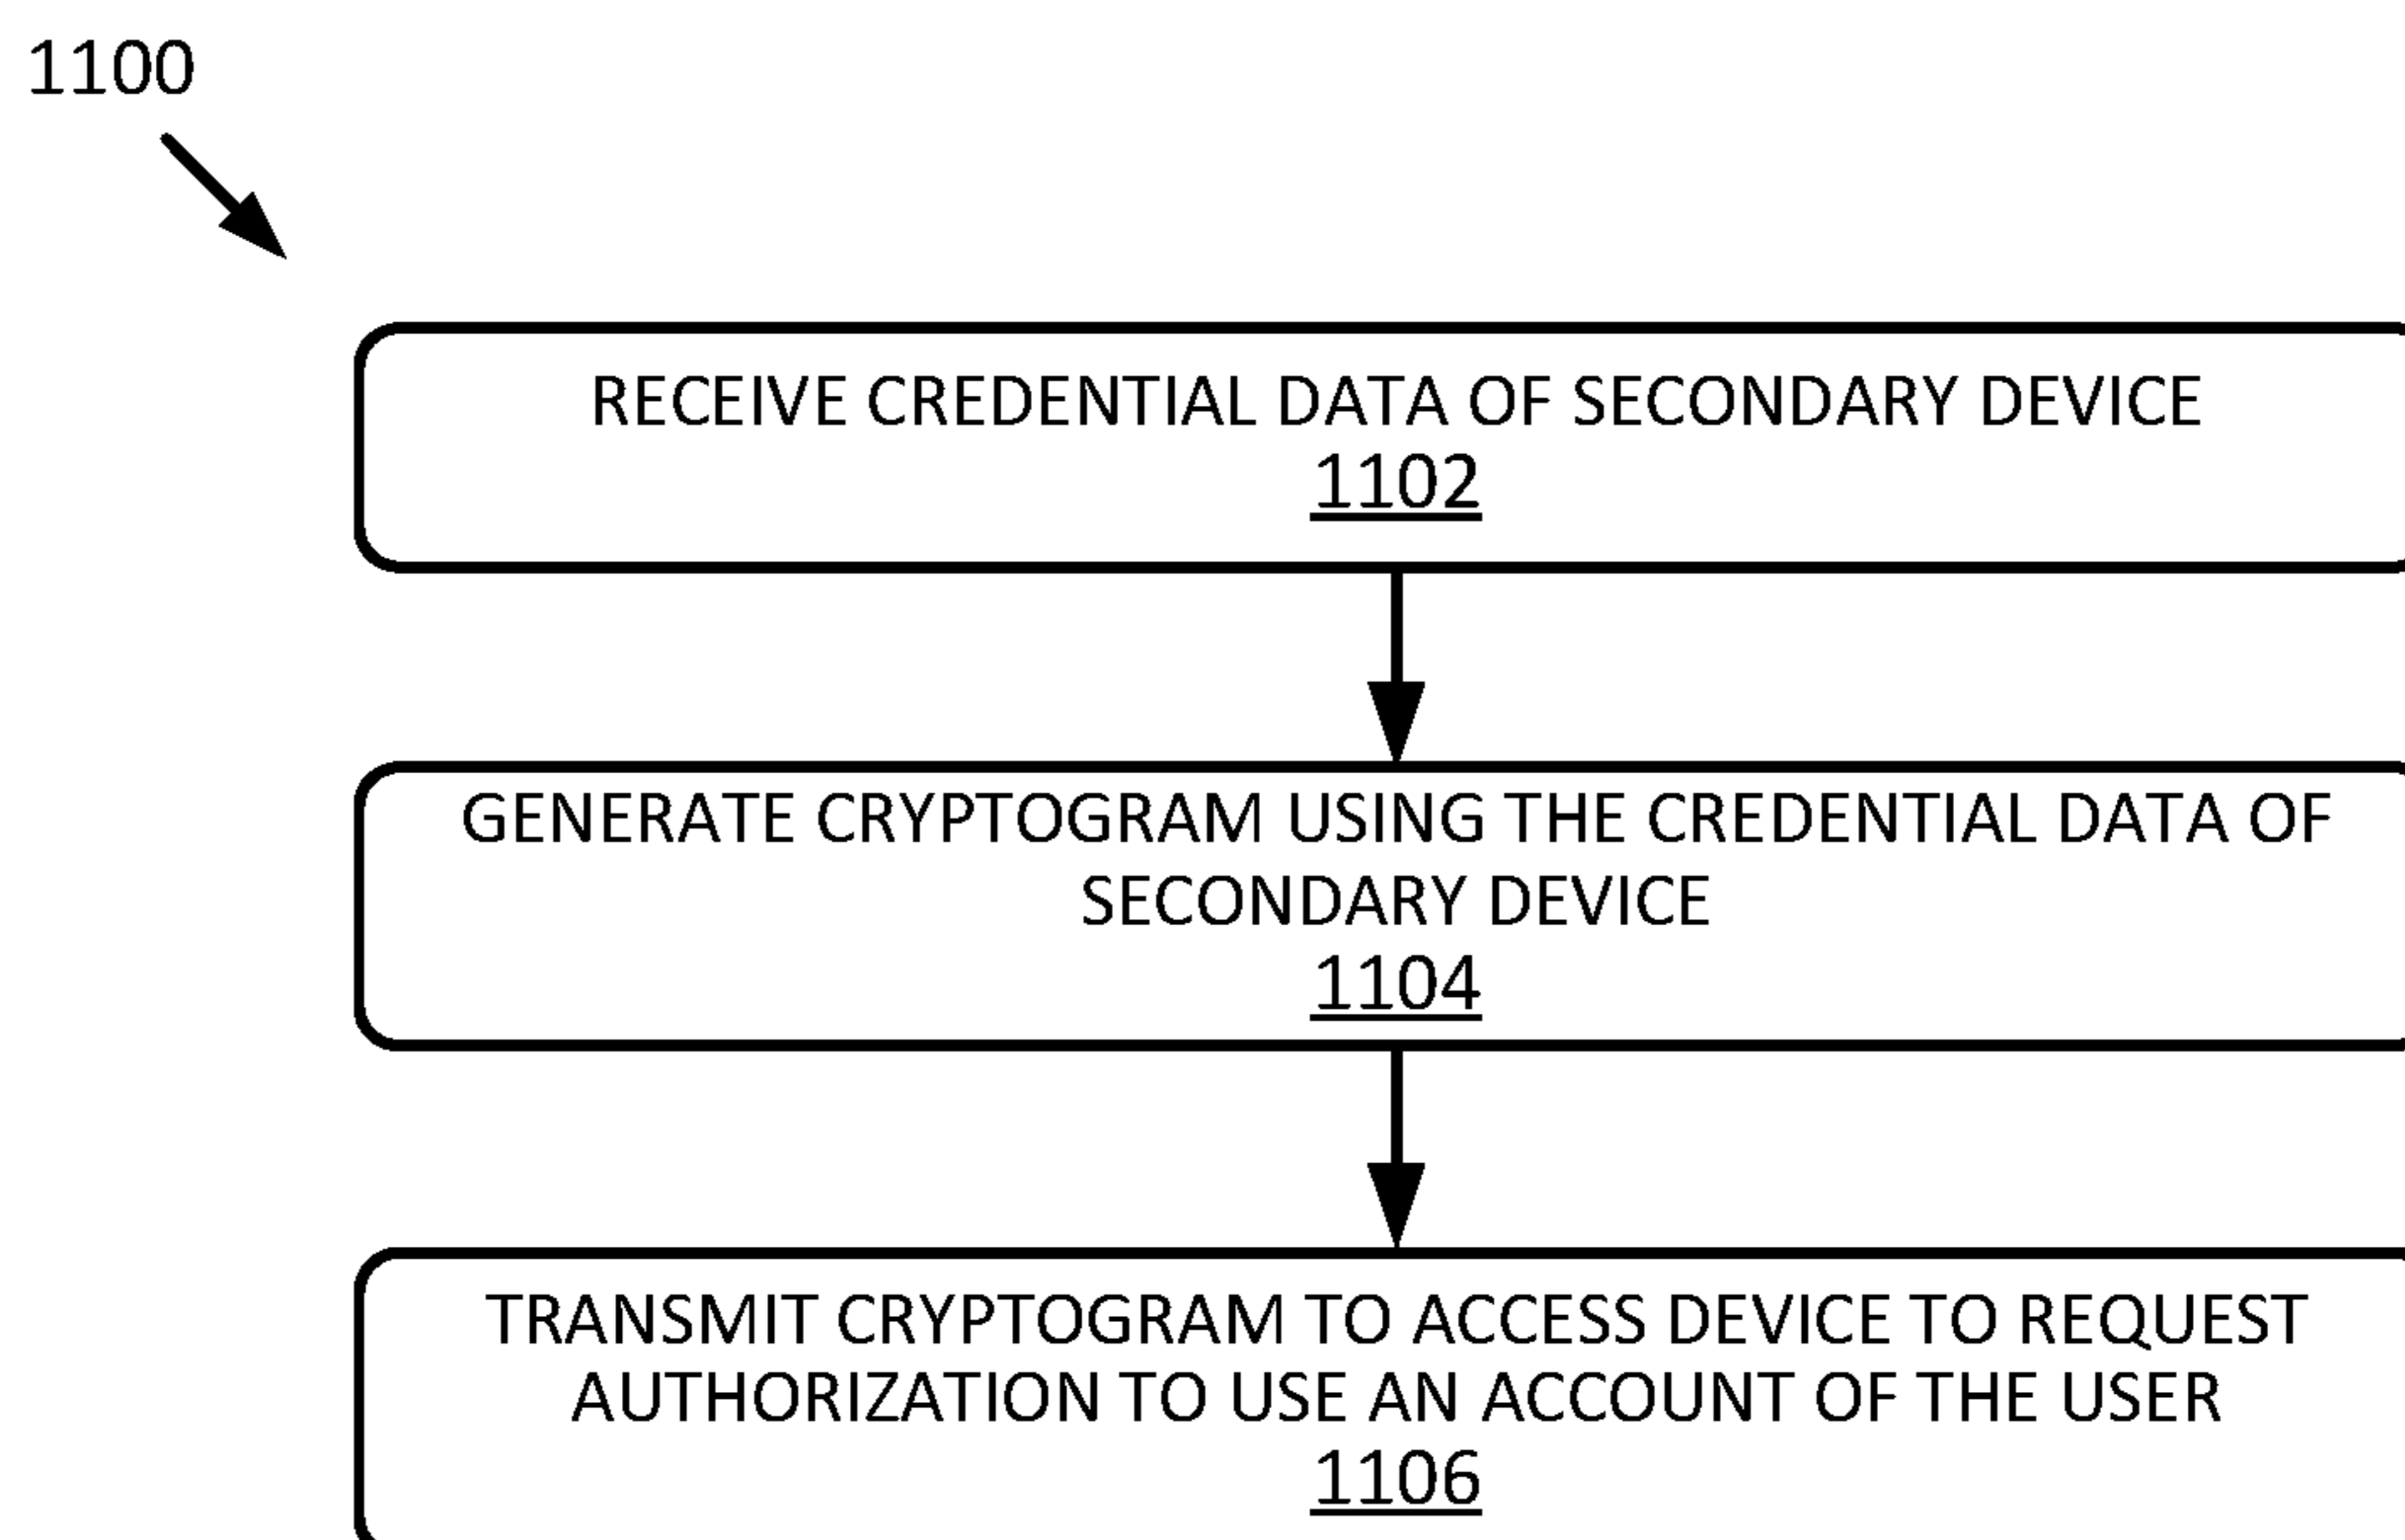 1100
RECEIVE CREDENTIAL DATA OF SECONDARY DEVICE
1102
GENERATE CRYPTOGRAM USING THE CREDENTIAL DATA OF
SECONDARY DEVICE
1104
TRANSMIT CRYPTOGRAM TO ACCESS DEVICE TO REQUEST
AUTHORIZATION TO USE AN ACCOUNT OF THE USER
1106